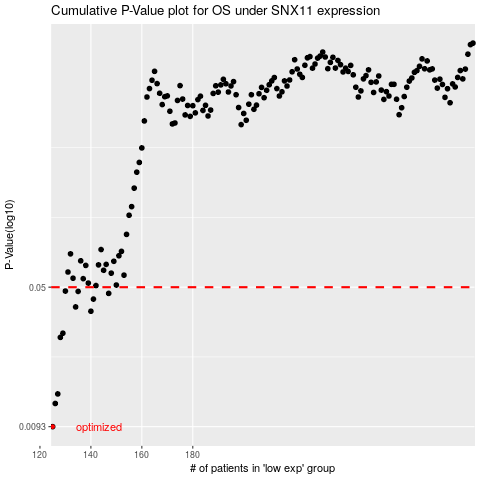 Cumulative P-Value plot for OS under SNX11 expression
P-Value(log10)
0.05
0.0093
optimized
120 140 160 180
# of patients in 'low exp' group